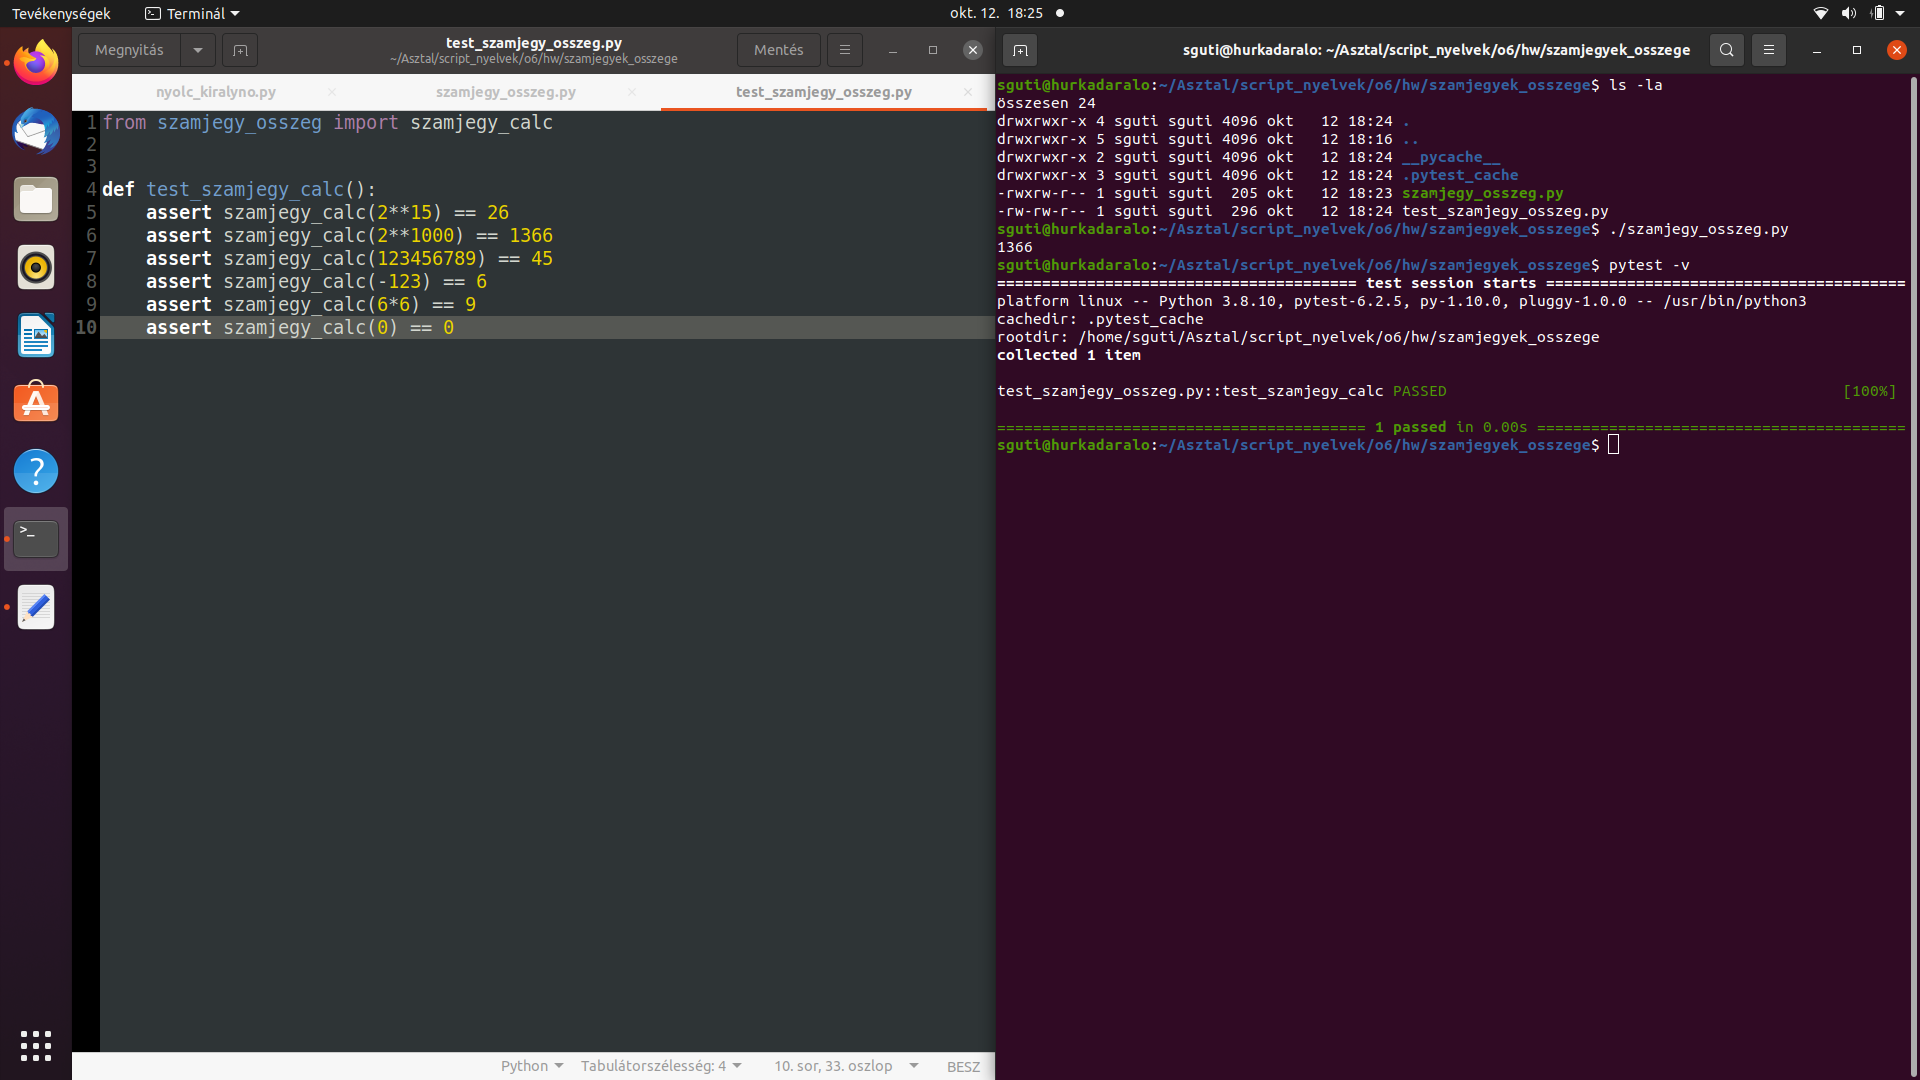 Tevékenységek
Terminál
okt. 12. 18:25
Megnyitás
test_szamjegy_osszeg.py
~/Asztal/script_nyelvek/o6/hw/szamjegyek_osszege
Mentés
nyolc_kiralyno.py
szamjegy_osszeg.py
test_szamjegy_osszeg.py
1 from szamjegy_osszeg import szamjegy_calc
2
3
4 def test_szamjegy_calc():
5     assert szamjegy_calc(2**15) == 26
6     assert szamjegy_calc(2**1000) == 1366
7     assert szamjegy_calc(123456789) == 45
8     assert szamjegy_calc(-123) == 6
9     assert szamjegy_calc(6*6) == 9
10     assert szamjegy_calc(0) == 0
Python
Tabulátorszélesség: 4
10. sor, 33. oszlop
BESZ
sguti@hurkadaralo: ~/Asztal/script_nyelvek/o6/hw/szamjegyek_osszege
sguti@hurkadaralo:~/Asztal/script_nyelvek/o6/hw/szamjegyek_osszege$ ls -la
összesen 24
drwxrwxr-x 4 sguti sguti 4096 okt   12 18:24 .
drwxrwxr-x 5 sguti sguti 4096 okt   12 18:16 ..
drwxrwxr-x 2 sguti sguti 4096 okt   12 18:24 __pycache__
drwxrwxr-x 3 sguti sguti 4096 okt   12 18:24 .pytest_cache
-rwxrw-r-- 1 sguti sguti  205 okt   12 18:23 szamjegy_osszeg.py
-rw-rw-r-- 1 sguti sguti  296 okt   12 18:24 test_szamjegy_osszeg.py
sguti@hurkadaralo:~/Asztal/script_nyelvek/o6/hw/szamjegyek_osszege$ ./szamjegy_osszeg.py
1366
sguti@hurkadaralo:~/Asztal/script_nyelvek/o6/hw/szamjegyek_osszege$ pytest -v
======================================== test session starts ========================================
platform linux -- Python 3.8.10, pytest-6.2.5, py-1.10.0, pluggy-1.0.0 -- /usr/bin/python3
cachedir: .pytest_cache
rootdir: /home/sguti/Asztal/script_nyelvek/o6/hw/szamjegyek_osszege
collected 1 item
test_szamjegy_osszeg.py::test_szamjegy_calc PASSED [100%]
========================================= 1 passed in 0.00s =========================================
sguti@hurkadaralo:~/Asztal/script_nyelvek/o6/hw/szamjegyek_osszege$